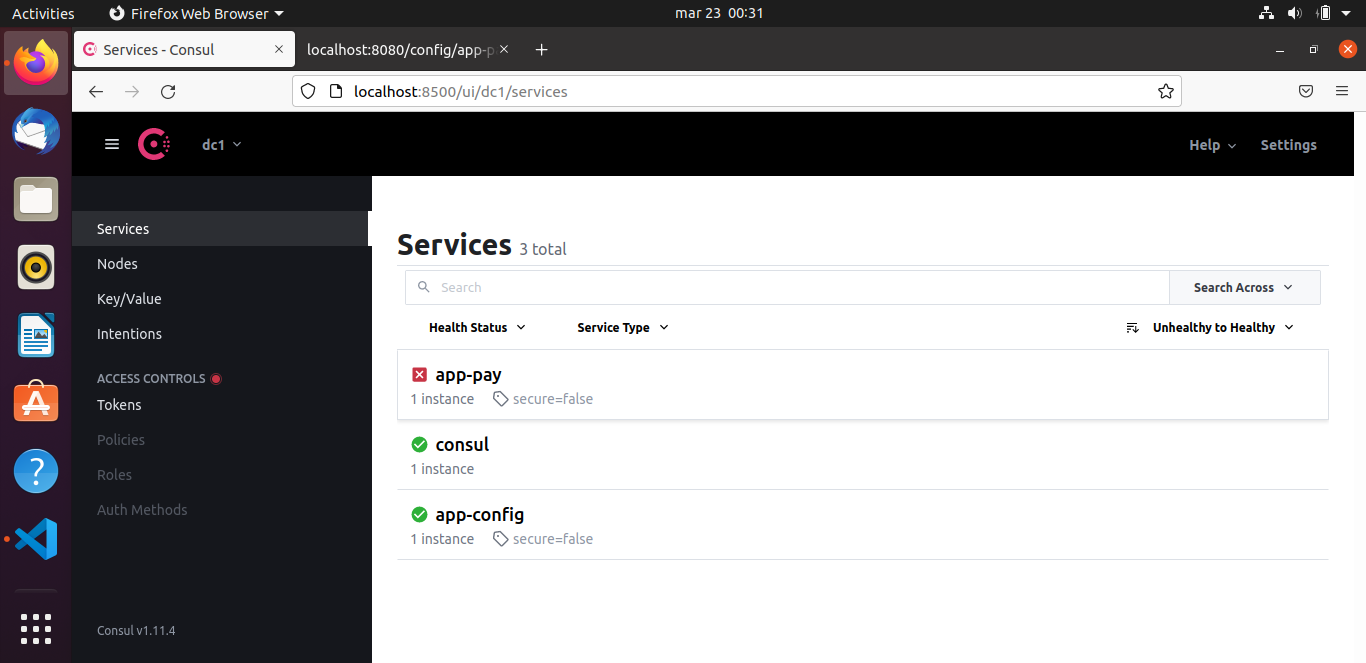 Activities Firefox Web Browser mar 23 00:31
Services - Consul localhost:8080/config/app-p
localhost:8500/ui/dc1/services
dc1 Help Settings
Services
Nodes
Key/Value
Intentions
ACCESS CONTROLS
Tokens
Policies
Roles
Auth Methods
Consul v1.11.4
Services 3 total
Search Search Across
Health Status Service Type Unhealthy to Healthy
app-pay
1 instance secure=false
consul
1 instance
app-config
1 instance secure=false